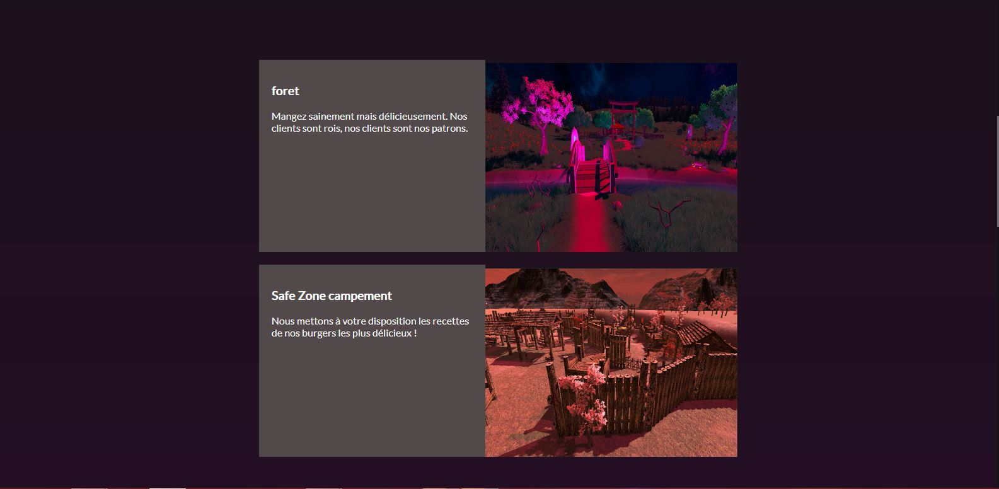 foret
Mangez sainement mais délicieusement. Nos
clients sont rois, nos clients sont nos patrons.
Safe Zone campement
Nous mettons à votre disposition les recettes
de nos burgers les plus délicieux !